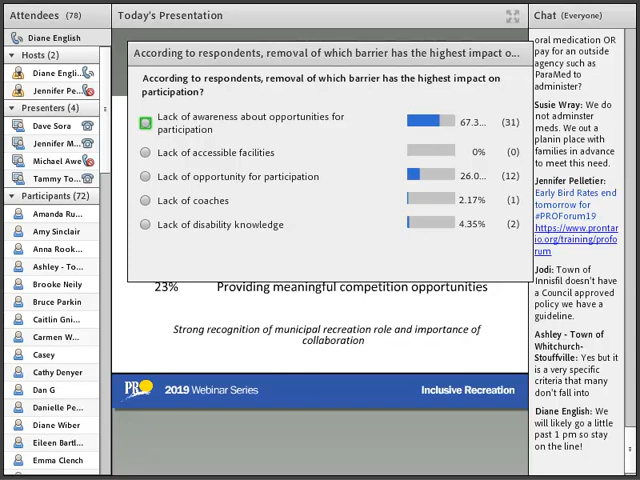 Attendees (78)
Diane English
Hosts (2)
Diane Engli...
Jennifer Pe...
Presenters (4)
Dave Sora
Jennifer M...
Michael Awe
Tammy To...
Participants (72)
Amanda Ru...
Amy Sinclair
Anna Rook...
Ashley - To...
Brooke Neily
Bruce Parkin
Caitlin Gni...
Carmen W...
Casey
Cathy Denyer
Dan G
Danielle Pe...
Diane Wiber
Eileen Bartl...
Emma Clench
Today's Presentation
According to respondents, removal of which barrier has the highest impact o...
According to respondents, removal of which barrier has the highest impact on
participation?
Lack of awareness about opportunities for
participation
67.3... (31)
Lack of accessible facilities 0% (0)
Lack of opportunity for participation 26.0... (12)
Lack of coaches 2.17% (1)
Lack of disability knowledge 4.35% (2)
23% Providing meaningful competition opportunities
Strong recognition of municipal recreation role and importance of
collaboration
PRO 2019 Webinar Series Inclusive Recreation
Chat (Everyone)
oral medication OR
pay for an outside
agency such as
ParaMed to
administer?
Susie Wray: We do
not adminster
meds. We out a
planin place with
families in advance
to meet this need.
Jennifer Pelletier:
Early Bird Rates end
tomorrow for
#PROForum19
https://www.prontar
io.org/training/profo
rum
Jodi: Town of
Innisfil doesn't have
a Council approved
policy we have a
guideline.
Ashley - Town of
Whitchurch-
Stouffville: Yes but it
is a very specific
criteria that many
don't fall into
Diane English: We
will likely go a little
past 1 pm so stay
on the line!